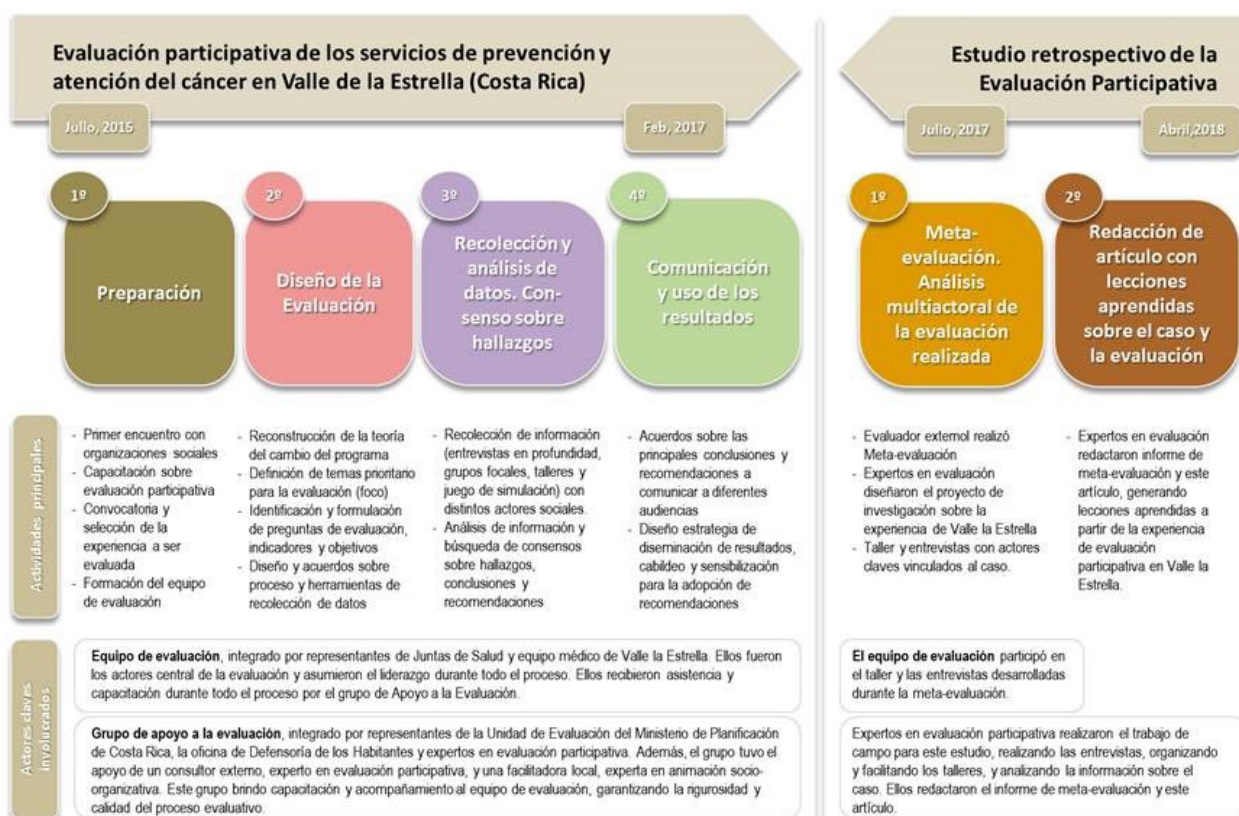 Evaluación participativa de los servicios de prevención y
atención del cáncer en Valle de la Estrella (Costa Rica)
Julio, 2015
Feb, 2017
Estudio retrospectivo de la
Evaluación Participativa
Julio, 2017
Abril,2018
1º
Preparación
2º
Diseño de la
Evaluación
3º
Recolección y
análisis de
datos. Con-
senso sobre
hallazgos
4º
Comunicación
y uso de los
resultados
1º
Meta-
evaluación.
Análisis
multiactoral de
la evaluación
realizada
2º
Redacción de
artículo con
lecciones
aprendidas
sobre el caso y
la evaluación
Actividades principales
- Primer encuentro con
organizaciones sociales
- Capacitación sobre
evaluación participativa
- Convocatoria y
selección de la
experiencia a ser
evaluada
- Formación del equipo
de evaluación
- Reconstrucción de la teoría
del cambio del programa
- Definición de temas prioritario
para la evaluación (foco)
- Identificación y formulación
de preguntas de evaluación,
indicadores y objetivos
- Diseño y acuerdos sobre
proceso y herramientas de
recolección de datos
- Recolección de información
(entrevistas en profundidad,
grupos focales, talleres y
juego de simulación) con
distintos actores sociales.
- Análisis de información y
búsqueda de consensos
sobre hallazgos,
conclusiones y
recomendaciones
- Acuerdos sobre las
principales conclusiones y
recomendaciones a
comunicar a diferentes
audiencias
- Diseño estrategia de
diseminación de resultados,
cabildeo y sensibilización
para la adopción de
recomendaciones
- Evaluador externol realizó
Meta-evaluación
- Expertos en evaluación
diseñaron el proyecto de
investigación sobre la
experiencia de Valle la Estrella
- Taller y entrevistas con actores
claves vinculados al caso.
- Expertos en evaluación
redactaron informe de
meta-evaluación y este
artículo, generando
lecciones aprendidas a
partir de la experiencia
de evaluación
participativa en Valle la
Estrella.
Actores claves
involucrados
Equipo de evaluación, integrado por representantes de Juntas de Salud y equipo médico de Valle la Estrella. Ellos fueron
los actores central de la evaluación y asumieron el liderazgo durante todo el proceso. Ellos recibieron asistencia y
capacitación durante todo el proceso por el grupo de Apoyo a la Evaluación.
Grupo de apoyo a la evaluación, integrado por representantes de la Unidad de Evaluación del Ministerio de Planificación
de Costa Rica, la oficina de Defensoría de los Habitantes y expertos en evaluación participativa. Además, el grupo tuvo el
apoyo de un consultor externo, experto en evaluación participativa, y una facilitadora local, experta en animación socio-
organizativa. Este grupo brindo capacitación y acompañamiento al equipo de evaluación, garantizando la rigurosidad y
calidad del proceso evaluativo.
El equipo de evaluación participó en
el taller y las entrevistas desarrolladas
durante la meta-evaluación.
Expertos en evaluación participativa realizaron el trabajo de
campo para este estudio, realizando las entrevistas, organizando
y facilitando los talleres, y analizando la información sobre el
caso. Ellos redactaron el informe de meta-evaluación y este
artículo.